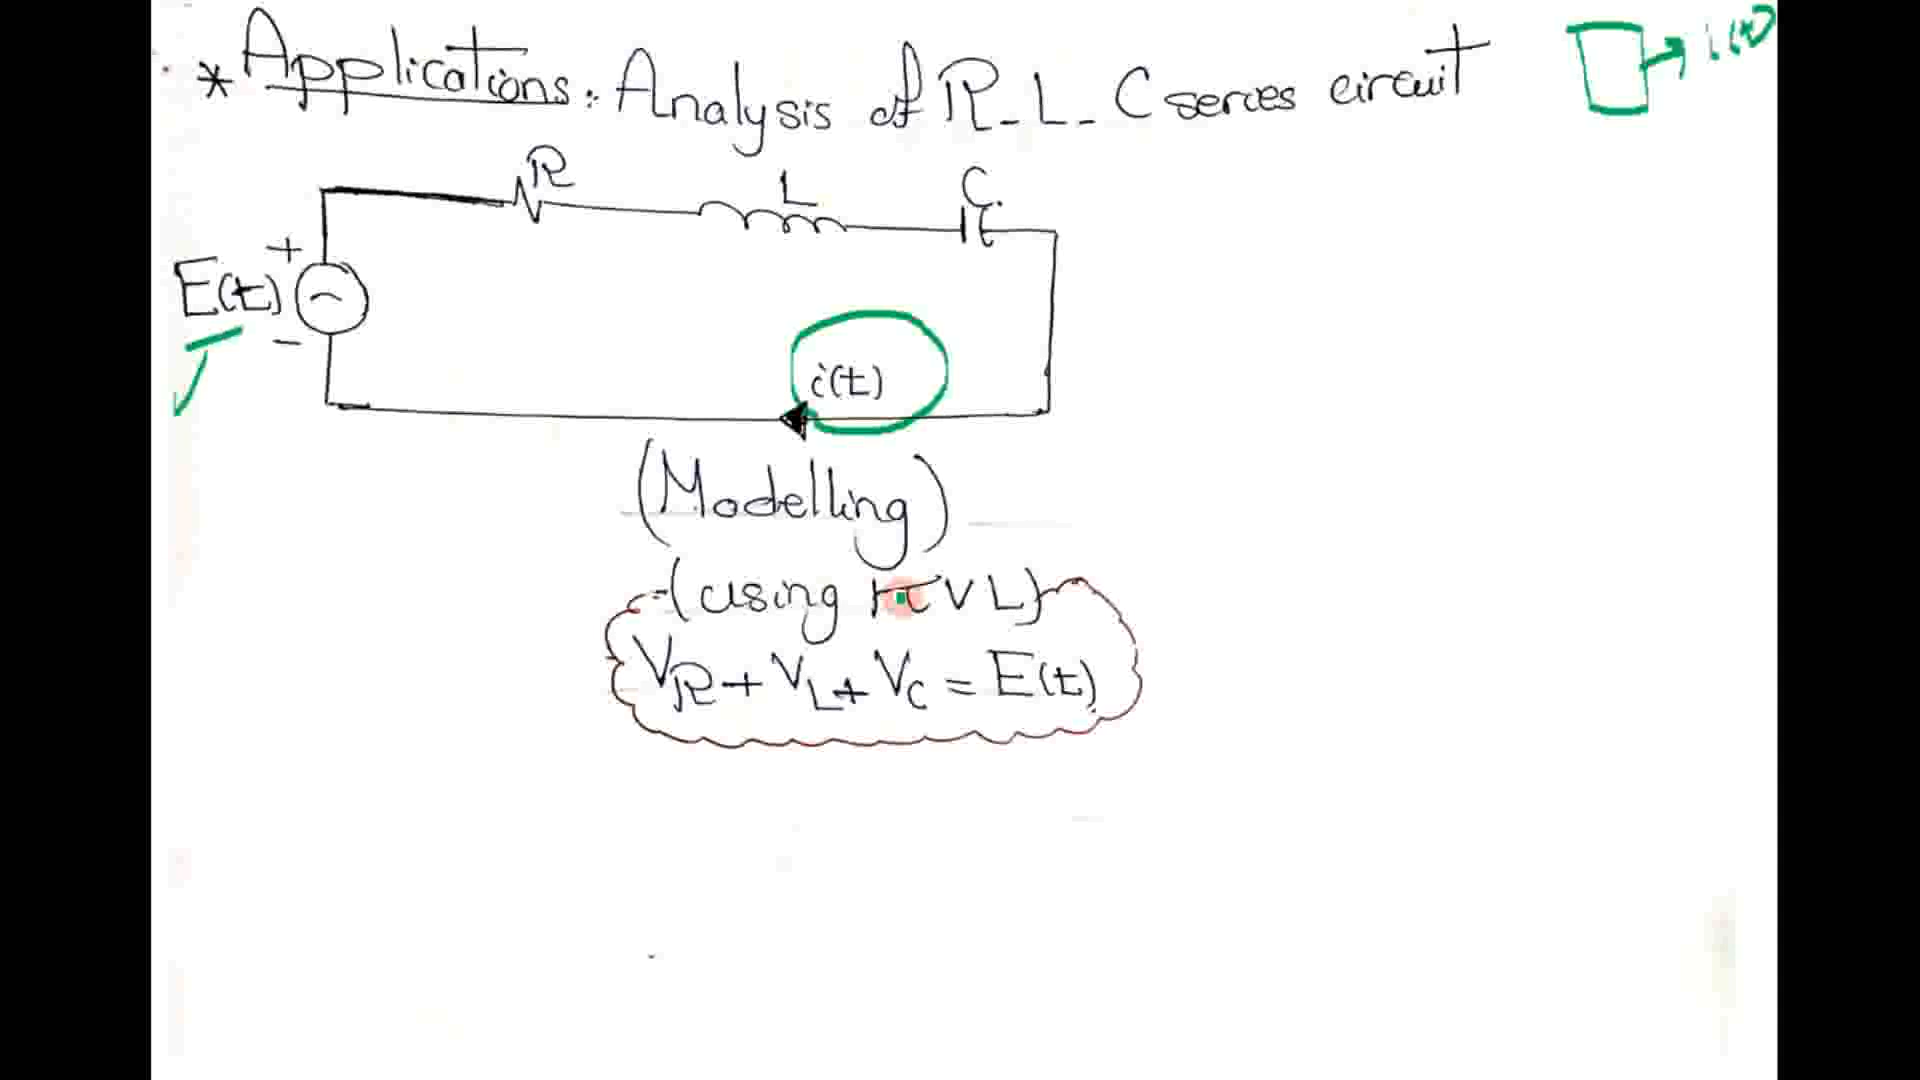 * Applications: Analysis of R-L-C series circuit
i(t)
R
L
C
+
E(t)
-
i(t)
(Modelling)
(using KVL)
VR + VL + VC = E(t)